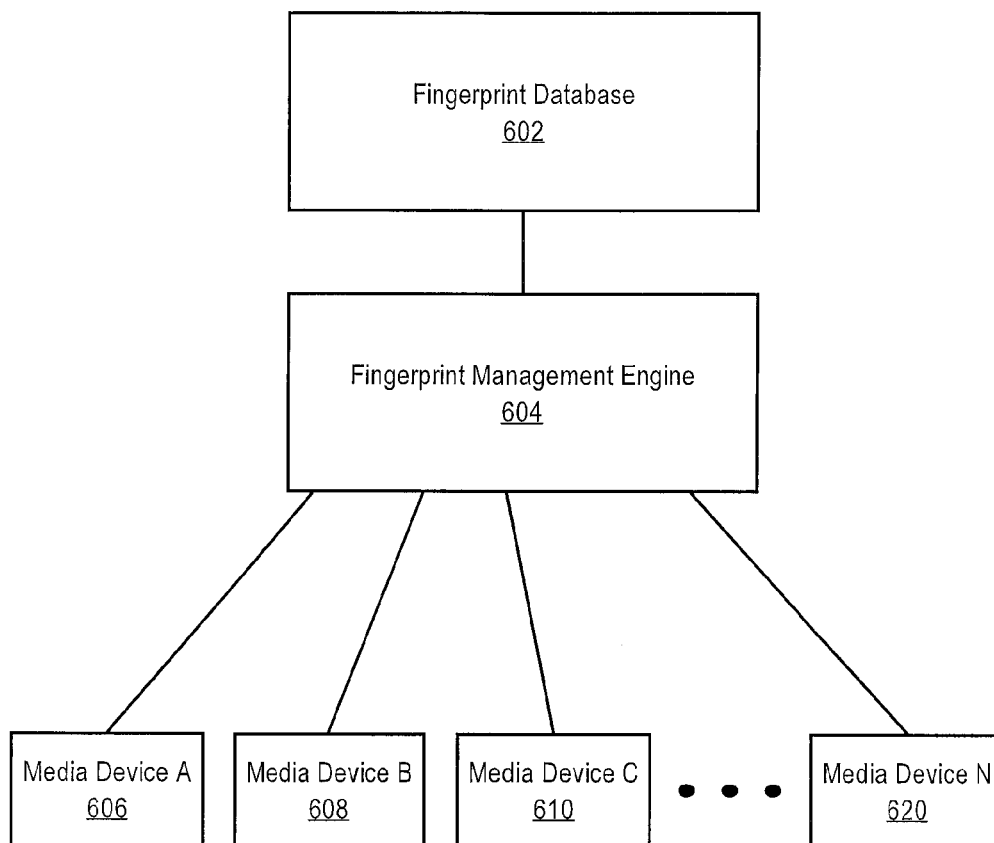 Fingerprint Database
602
Fingerprint Management Engine
604
Media Device A
606
Media Device B
608
Media Device C
610
Media Device N
620